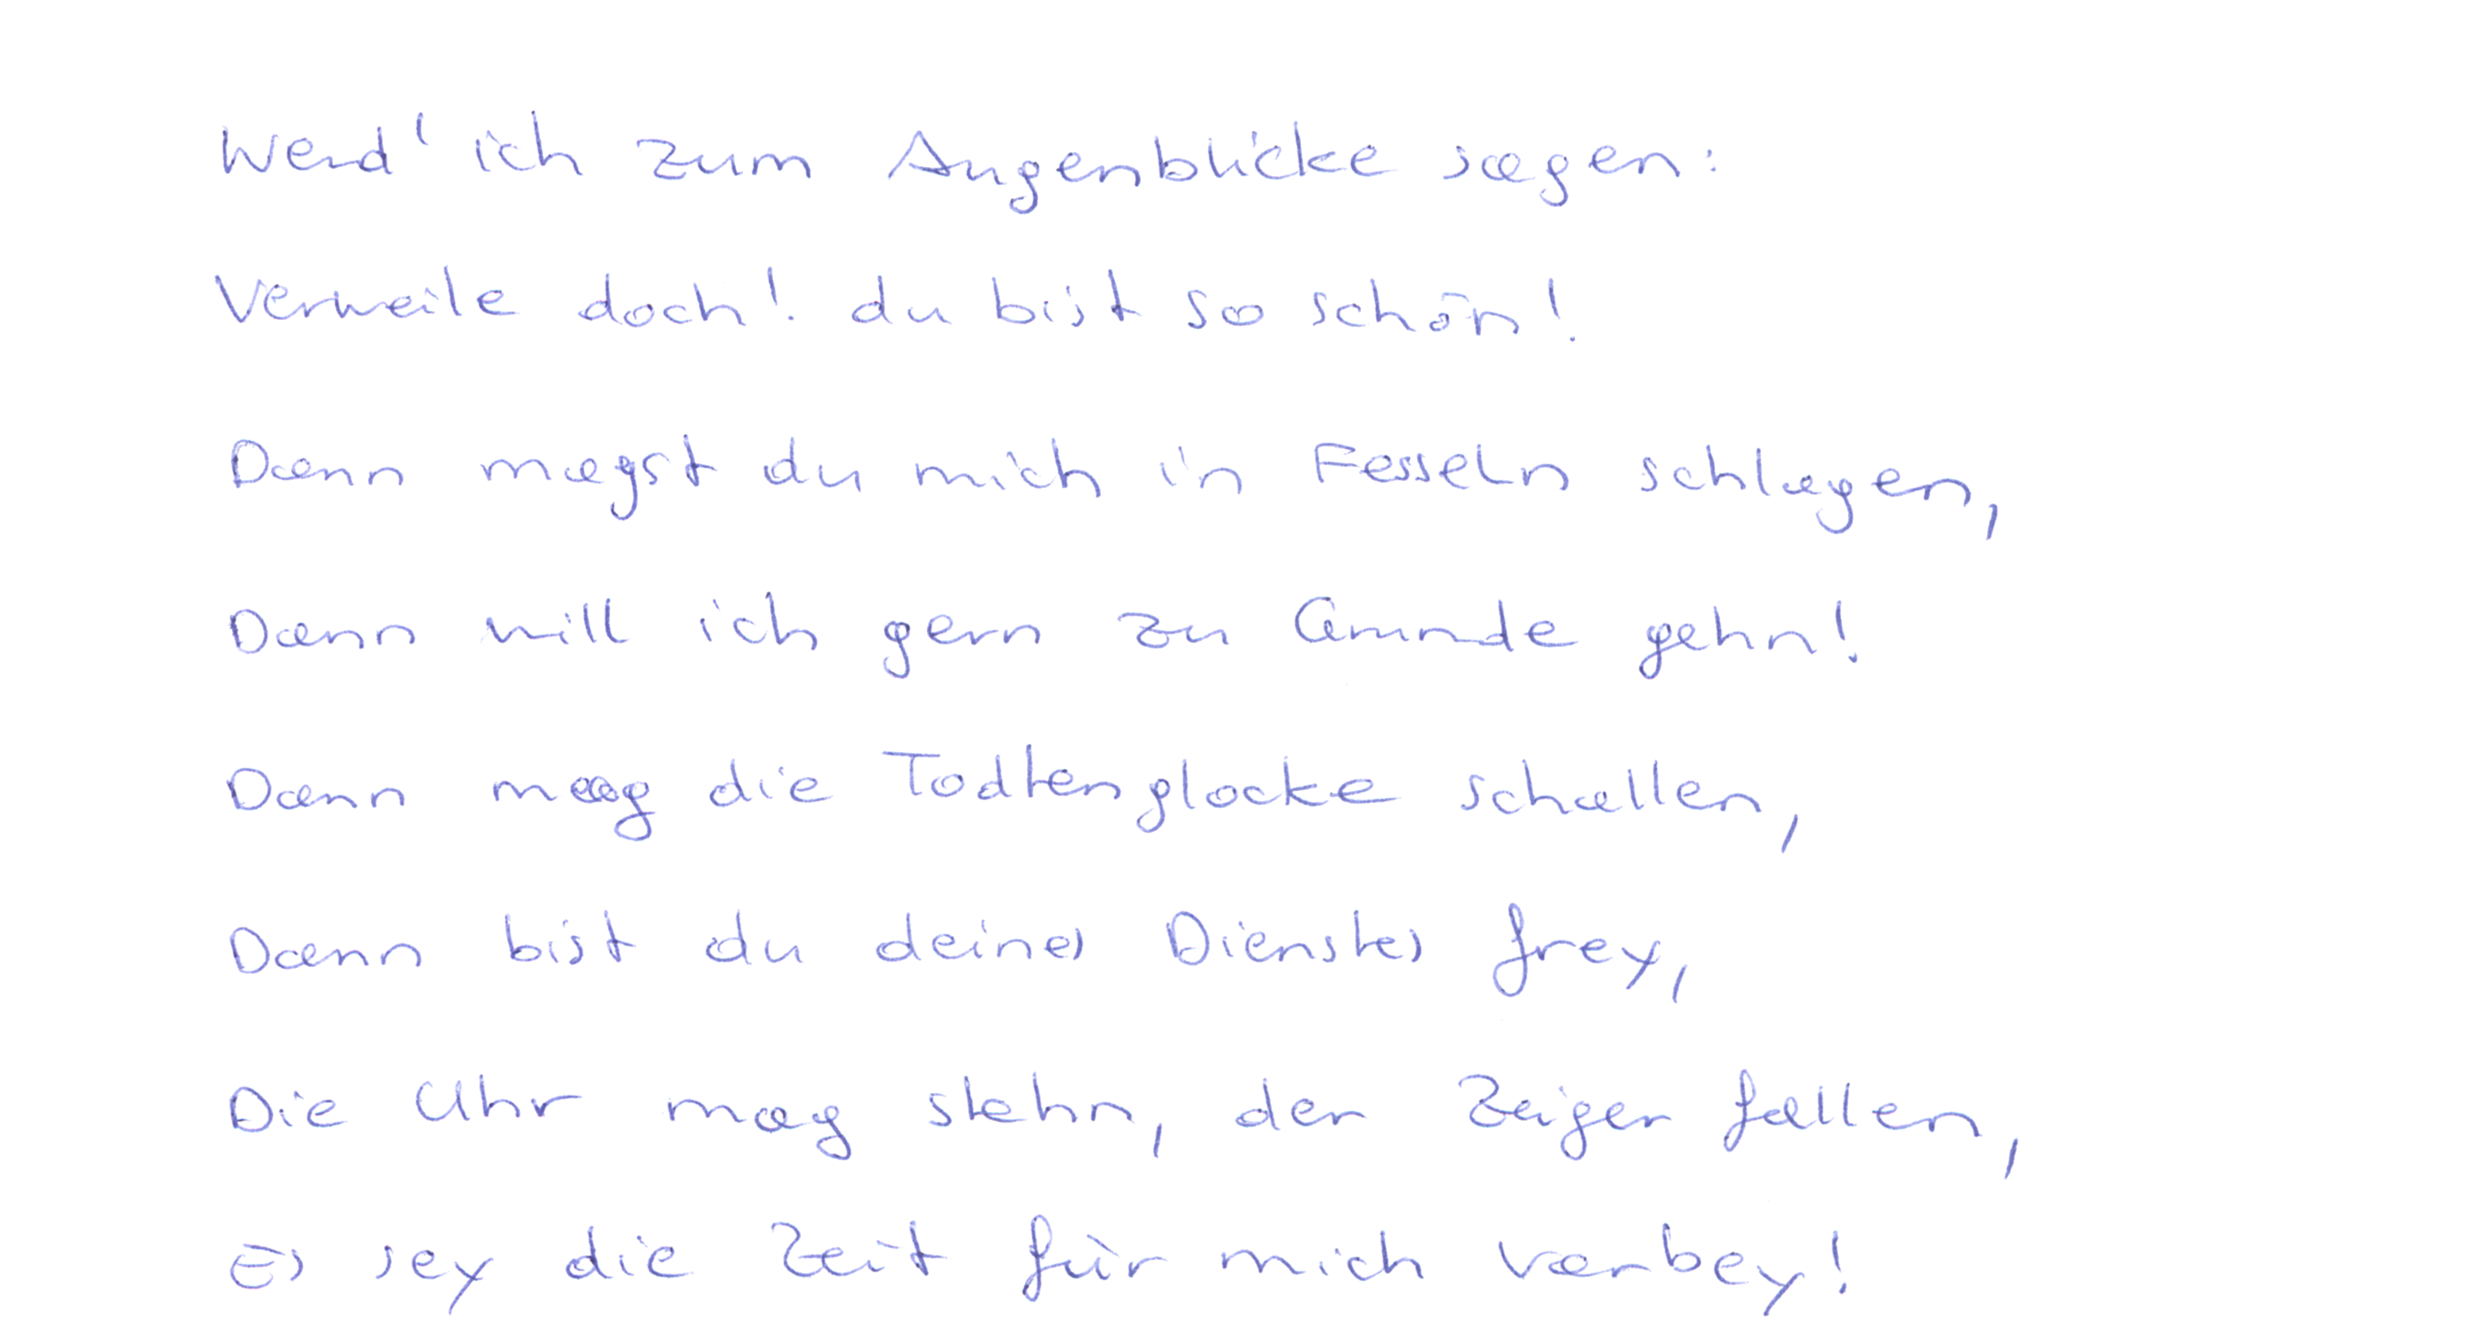 Werd' ich zum Augenblicke sagen:
Verweile doch! du bist so schön!
Dann magst du mich in Fesseln schlagen,
Dann will ich gern zu Grunde gehn!
Dann mag die Todtenglocke schallen,
Dann bist du deines Dienstes frey,
Die Uhr mag stehn, der Zeiger fallen,
Es sey die Zeit für mich vorbey!